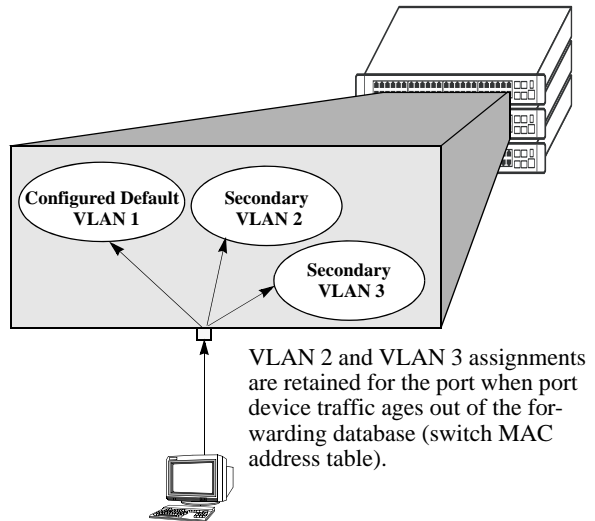 Configured Default
VLAN 1
Secondary
VLAN 2
Secondary
VLAN 3
VLAN 2 and VLAN 3 assignments
are retained for the port when port
device traffic ages out of the for-
warding database (switch MAC
address table).